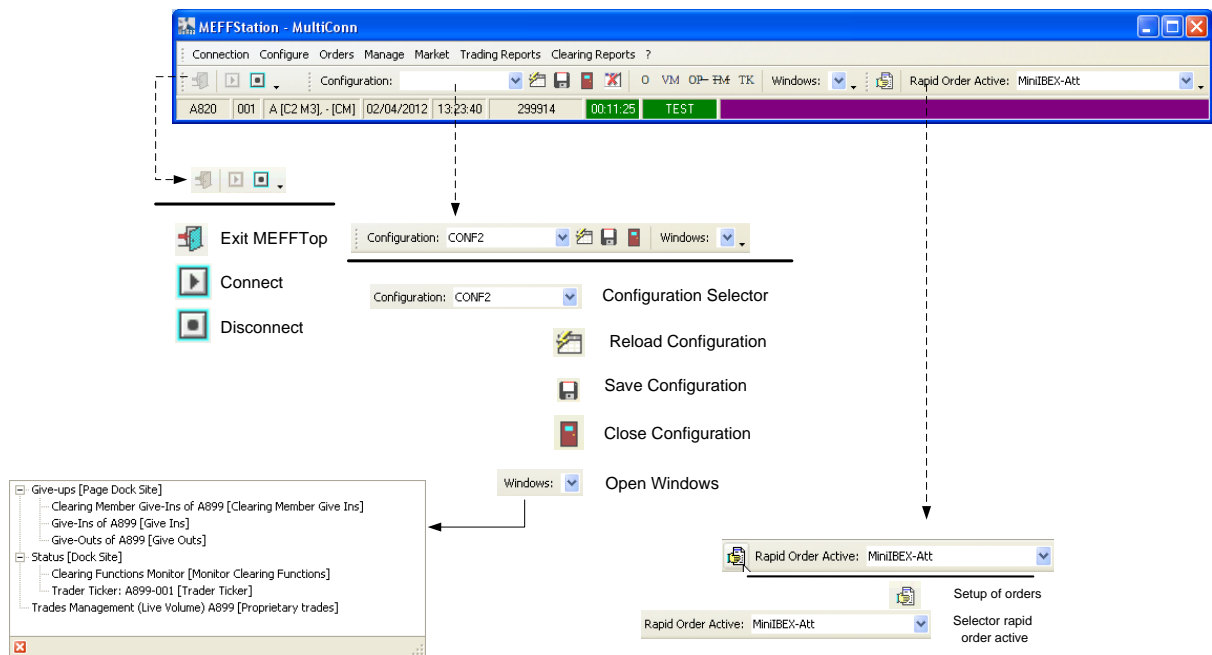 MEFFStation - MultiConn
Connection Configure Orders Manage Market Trading Reports Clearing Reports ?
Configuration: O VM OP TM TK Windows: Rapid Order Active: MiniIBEX-Att
A820 001 A [C2 M3], - [CM] 02/04/2012 13:23:40 299914 00:11:25 TEST
Exit MEFFTop
Connect
Disconnect
Configuration: CONF2 Windows:
Configuration: CONF2 Configuration Selector
Reload Configuration
Save Configuration
Close Configuration
Windows: Open Windows
Give-ups [Page Dock Site]
Clearing Member Give-Ins of A899 [Clearing Member Give Ins]
Give-Ins of A899 [Give Ins]
Give-Outs of A899 [Give Outs]
Status [Dock Site]
Clearing Functions Monitor [Monitor Clearing Functions]
Trader Ticker: A899-001 [Trader Ticker]
Trades Management (Live Volume) A899 [Proprietary trades]
Rapid Order Active: MiniIBEX-Att
Setup of orders
Rapid Order Active: MiniIBEX-Att
Selector rapid
order active